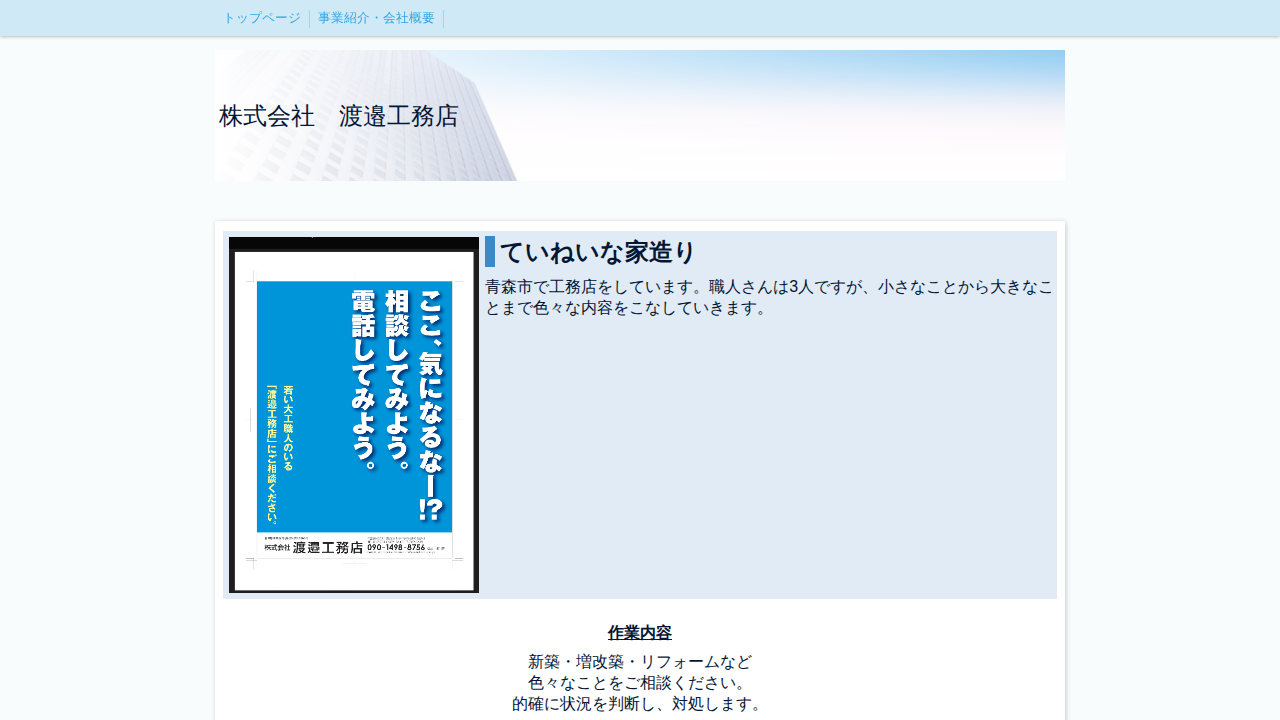 トップページ
事業紹介・会社概要
株式会社　渡邉工務店
ていねいな家造り
青森市で工務店をしています。職人さんは3人ですが、小さなことから大きなことまで色々な内容をこなしていきます。
ここ、気になるなー!?
相談してみよう。
電話してみよう。
若い大工職人のいる
「渡邉工務店」にご相談ください。
株式会社 渡邉工務店
090-1498-8756
作業内容
新築・増改築・リフォームなど
色々なことをご相談ください。
的確に状況を判断し、対処します。